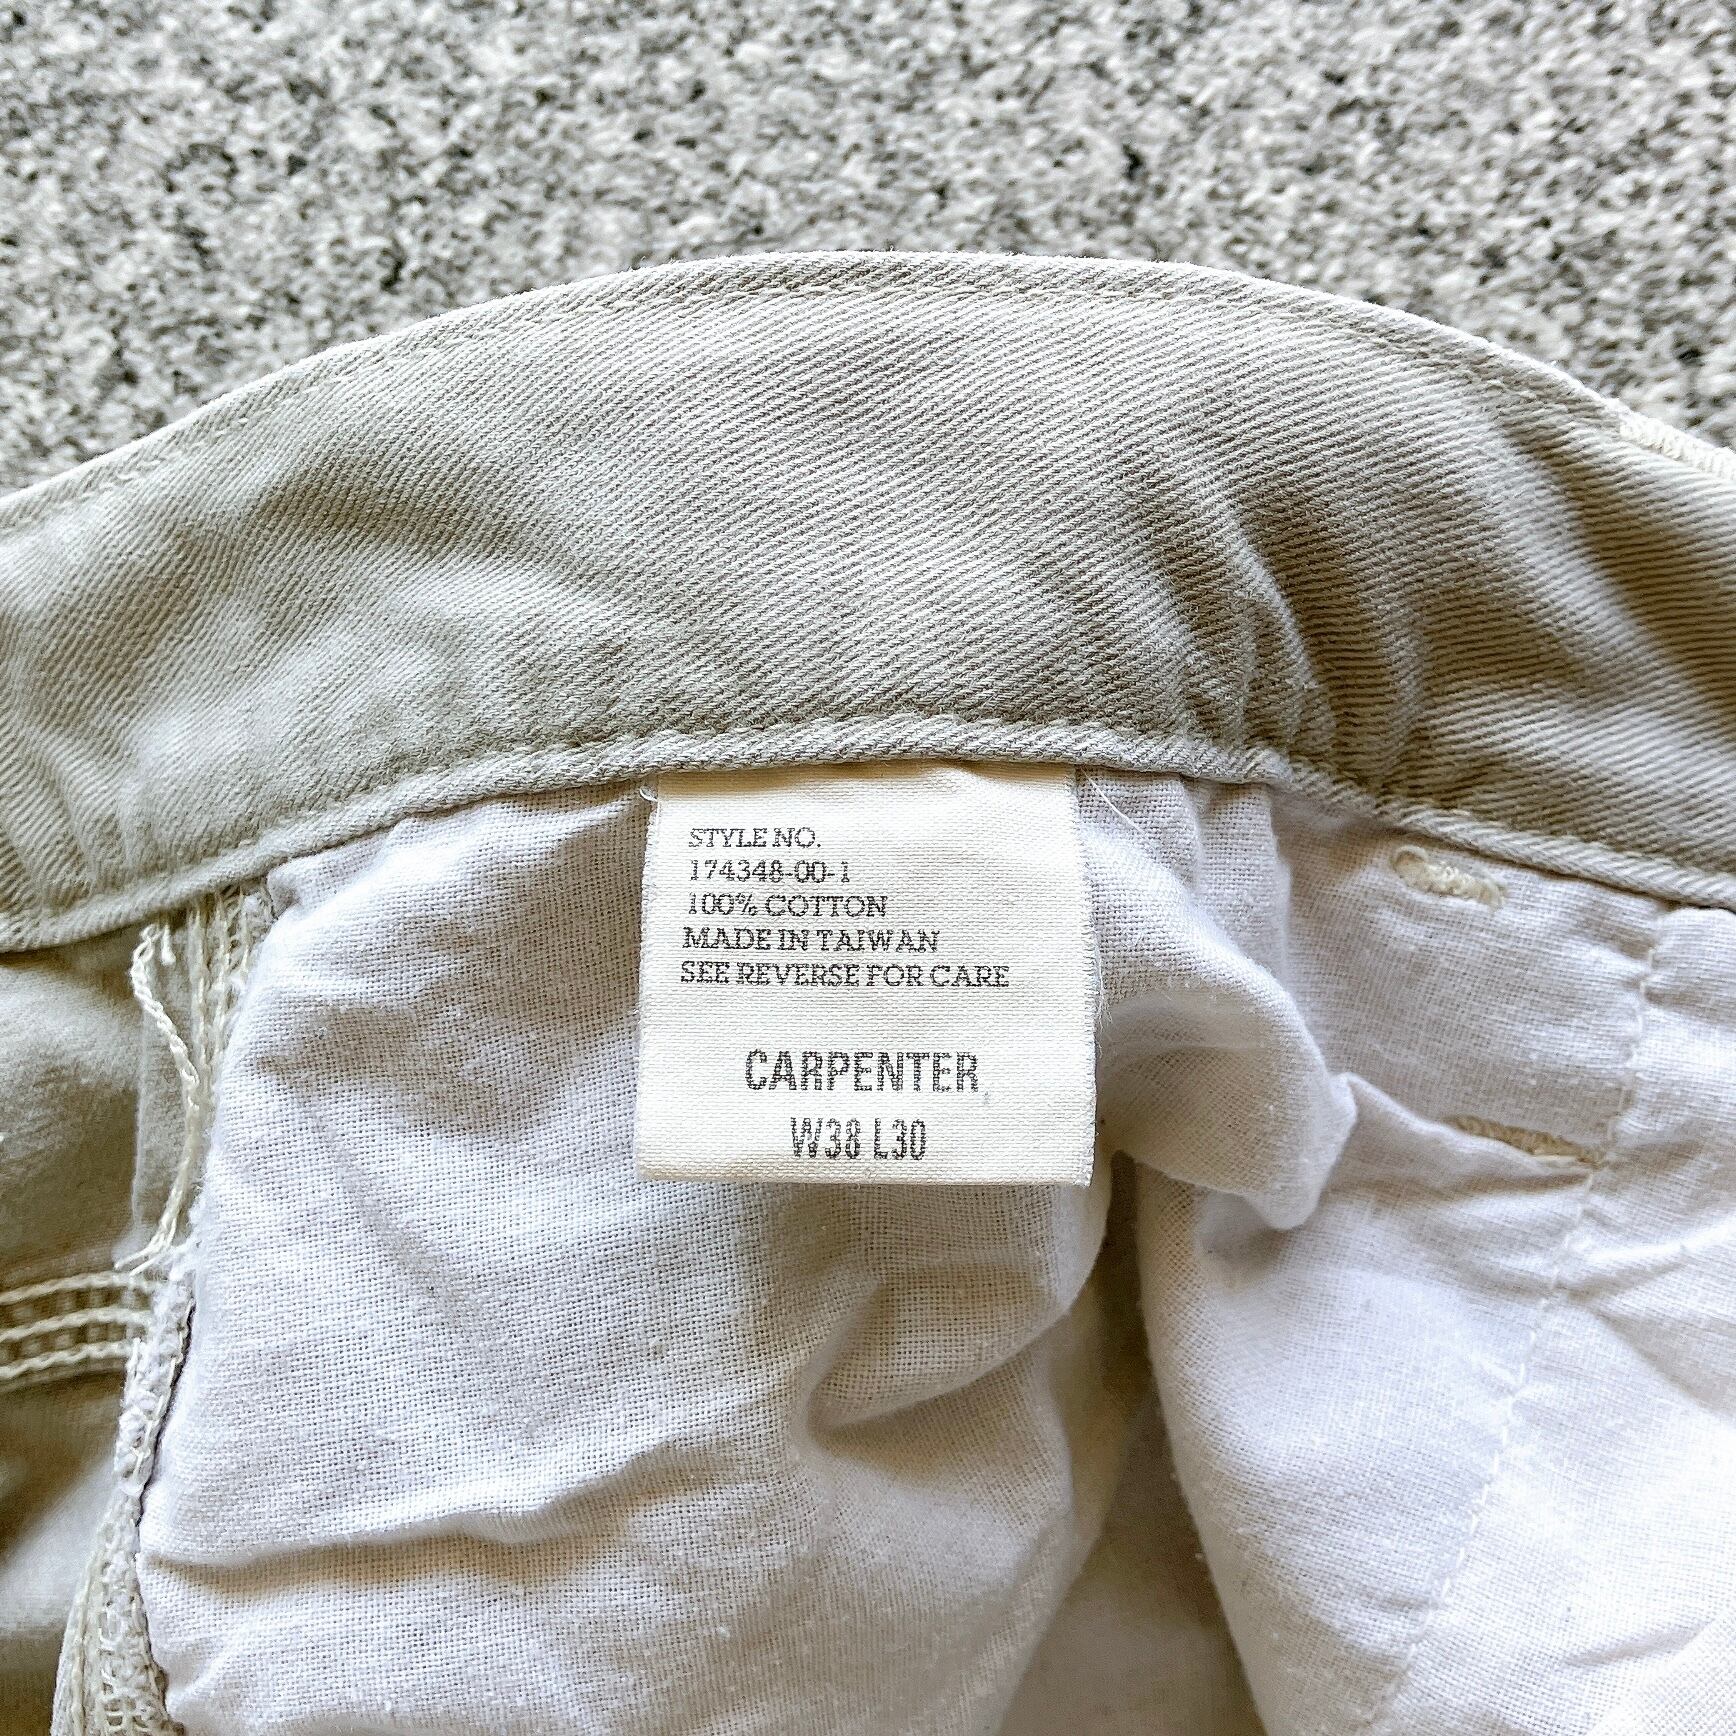 STYLE NO.
174348-00-1
100% COTTON
MADE IN TAIWAN
SEE REVERSE FOR CARE
CARPENTER
W38 L30